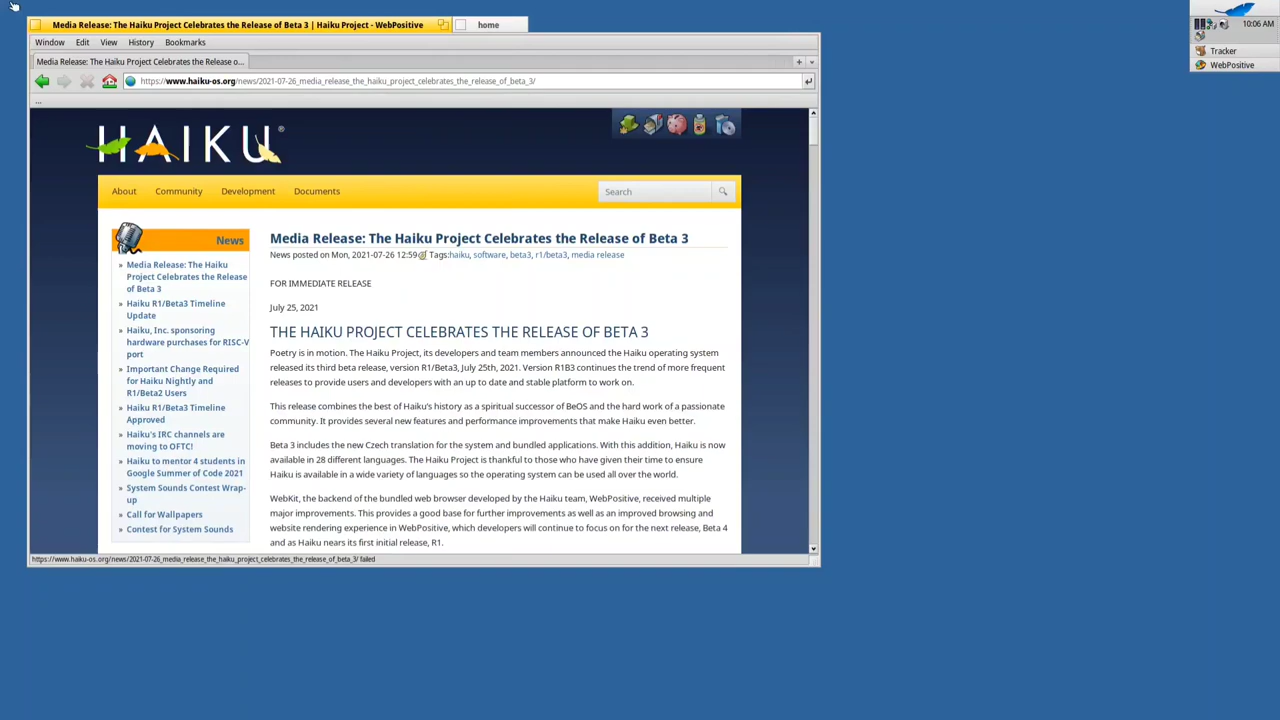 Media Release: The Haiku Project Celebrates the Release of Beta 3 | Haiku Project - WebPositive
home
10:06 AM
Tracker
WebPositive
Window Edit View History Bookmarks
Media Release: The Haiku Project Celebrates the Release o...
https://www.haiku-os.org/news/2021-07-26_media_release_the_haiku_project_celebrates_the_release_of_beta_3/
...
HAIKU®
About Community Development Documents
Search
News
» Media Release: The Haiku
Project Celebrates the Release
of Beta 3
» Haiku R1/Beta3 Timeline
Update
» Haiku, Inc. sponsoring
hardware purchases for RISC-V
port
» Important Change Required
for Haiku Nightly and
R1/Beta2 Users
» Haiku R1/Beta3 Timeline
Approved
» Haiku's IRC channels are
moving to OFTC!
» Haiku to mentor 4 students in
Google Summer of Code 2021
» System Sounds Contest Wrap-
up
» Call for Wallpapers
» Contest for System Sounds
Media Release: The Haiku Project Celebrates the Release of Beta 3
News posted on Mon, 2021-07-26 12:59 Tags:haiku, software, beta3, r1/beta3, media release
FOR IMMEDIATE RELEASE
July 25, 2021
THE HAIKU PROJECT CELEBRATES THE RELEASE OF BETA 3
Poetry is in motion. The Haiku Project, its developers and team members announced the Haiku operating system
released its third beta release, version R1/Beta3, July 25th, 2021. Version R1B3 continues the trend of more frequent
releases to provide users and developers with an up to date and stable platform to work on.
This release combines the best of Haiku's history as a spiritual successor of BeOS and the hard work of a passionate
community. It provides several new features and performance improvements that make Haiku even better.
Beta 3 includes the new Czech translation for the system and bundled applications. With this addition, Haiku is now
available in 28 different languages. The Haiku Project is thankful to those who have given their time to ensure
Haiku is available in a wide variety of languages so the operating system can be used all over the world.
WebKit, the backend of the bundled web browser developed by the Haiku team, WebPositive, received multiple
major improvements. This provides a good base for further improvements as well as an improved browsing and
website rendering experience in WebPositive, which developers will continue to focus on for the next release, Beta 4
and as Haiku nears its first initial release, R1.
https://www.haiku-os.org/news/2021-07-26_media_release_the_haiku_project_celebrates_the_release_of_beta_3/ failed